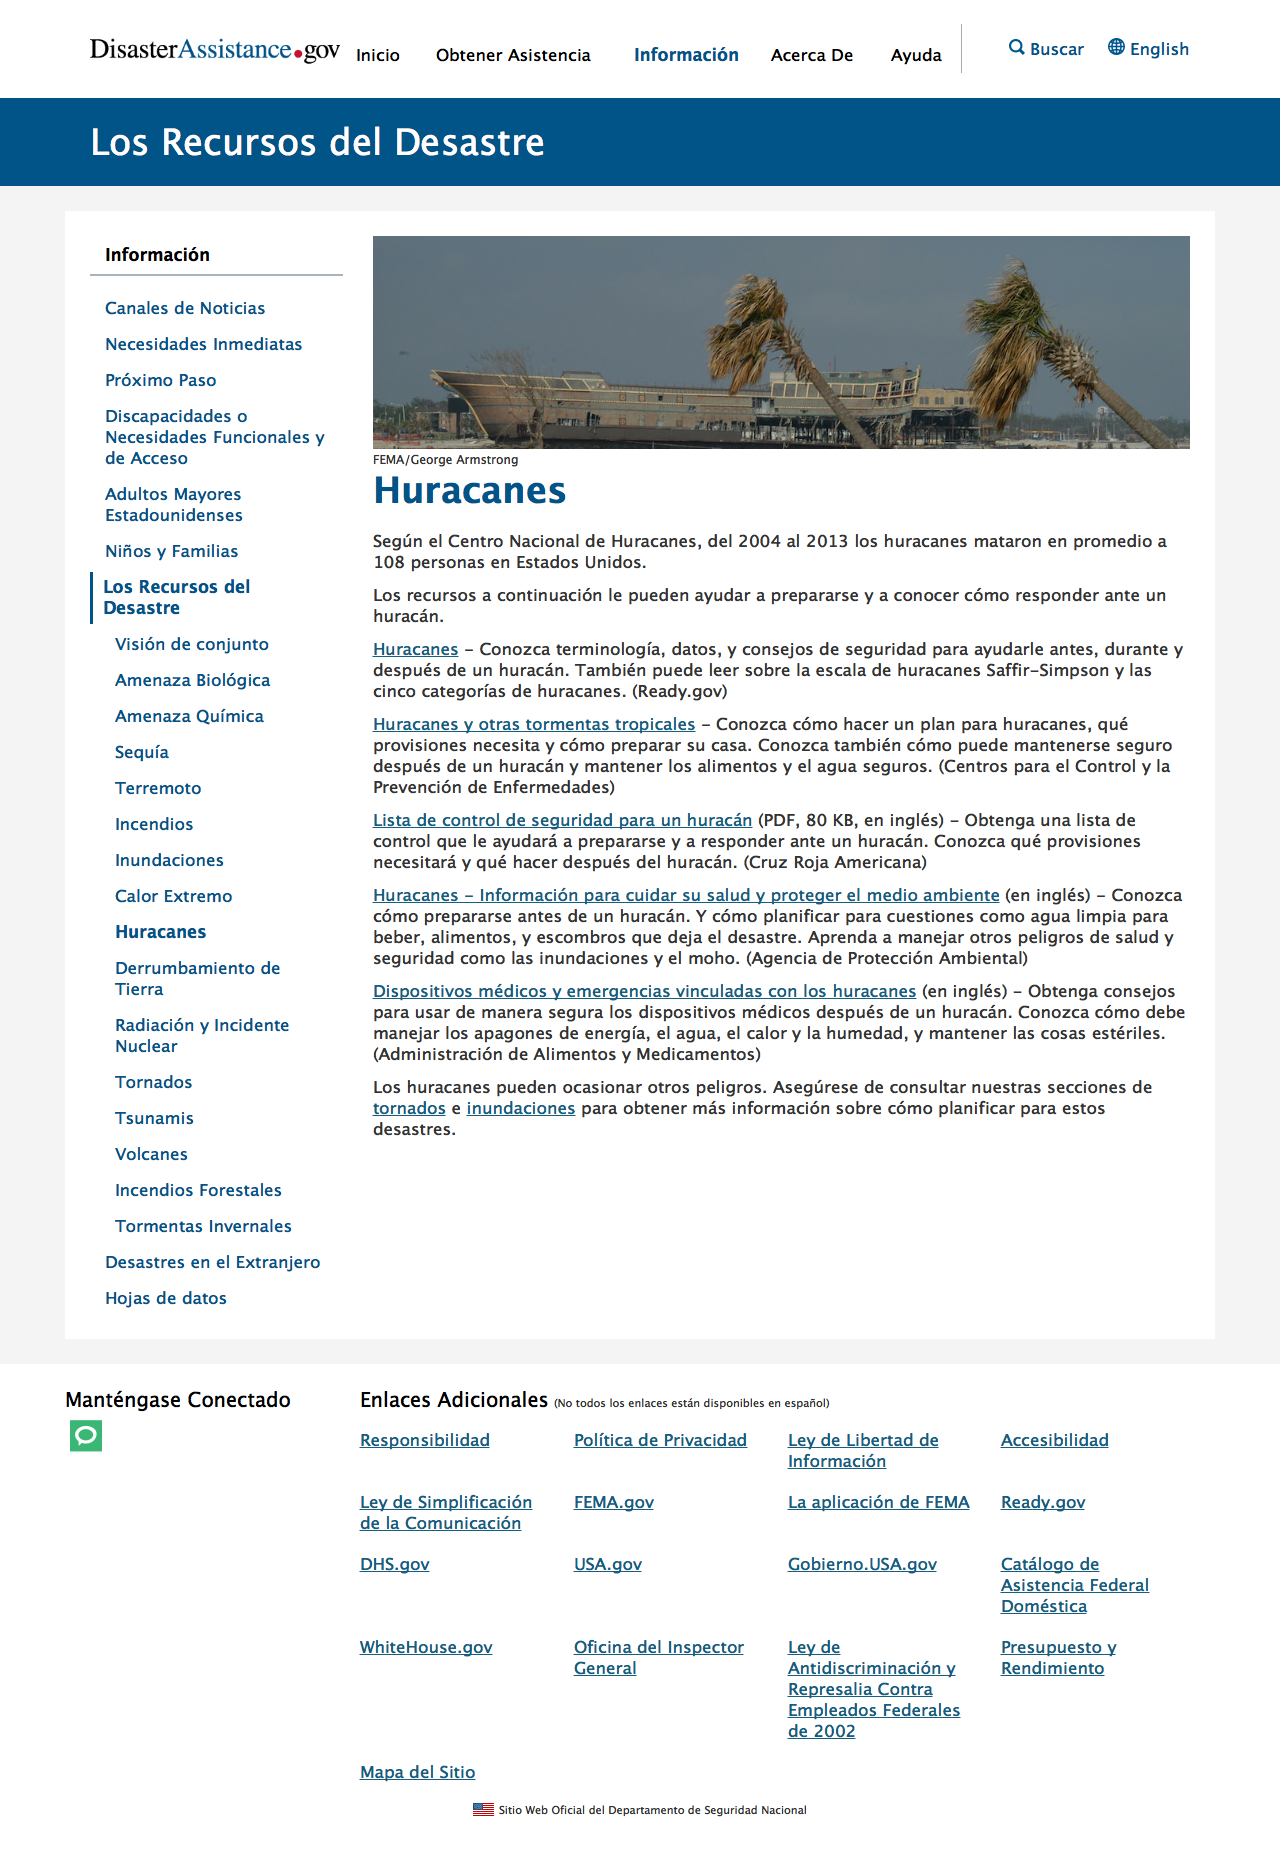 DisasterAssistance.gov
Inicio
Obtener Asistencia
Información
Acerca De
Ayuda
Buscar
English
Los Recursos del Desastre
Información
Canales de Noticias
Necesidades Inmediatas
Próximo Paso
Discapacidades o
Necesidades Funcionales y
de Acceso
Adultos Mayores
Estadounidenses
Niños y Familias
Los Recursos del
Desastre
Visión de conjunto
Amenaza Biológica
Amenaza Química
Sequía
Terremoto
Incendios
Inundaciones
Calor Extremo
Huracanes
Derrumbamiento de
Tierra
Radiación y Incidente
Nuclear
Tornados
Tsunamis
Volcanes
Incendios Forestales
Tormentas Invernales
Desastres en el Extranjero
Hojas de datos
FEMA/George Armstrong
Huracanes
Según el Centro Nacional de Huracanes, del 2004 al 2013 los huracanes mataron en promedio a
108 personas en Estados Unidos.
Los recursos a continuación le pueden ayudar a prepararse y a conocer cómo responder ante un
huracán.
Huracanes – Conozca terminología, datos, y consejos de seguridad para ayudarle antes, durante y
después de un huracán. También puede leer sobre la escala de huracanes Saffir-Simpson y las
cinco categorías de huracanes. (Ready.gov)
Huracanes y otras tormentas tropicales – Conozca cómo hacer un plan para huracanes, qué
provisiones necesita y cómo preparar su casa. Conozca también cómo puede mantenerse seguro
después de un huracán y mantener los alimentos y el agua seguros. (Centros para el Control y la
Prevención de Enfermedades)
Lista de control de seguridad para un huracán (PDF, 80 KB, en inglés) – Obtenga una lista de
control que le ayudará a prepararse y a responder ante un huracán. Conozca qué provisiones
necesitará y qué hacer después del huracán. (Cruz Roja Americana)
Huracanes – Información para cuidar su salud y proteger el medio ambiente (en inglés) – Conozca
cómo prepararse antes de un huracán. Y cómo planificar para cuestiones como agua limpia para
beber, alimentos, y escombros que deja el desastre. Aprenda a manejar otros peligros de salud y
seguridad como las inundaciones y el moho. (Agencia de Protección Ambiental)
Dispositivos médicos y emergencias vinculadas con los huracanes (en inglés) – Obtenga consejos
para usar de manera segura los dispositivos médicos después de un huracán. Conozca cómo debe
manejar los apagones de energía, el agua, el calor y la humedad, y mantener las cosas estériles.
(Administración de Alimentos y Medicamentos)
Los huracanes pueden ocasionar otros peligros. Asegúrese de consultar nuestras secciones de
tornados e inundaciones para obtener más información sobre cómo planificar para estos
desastres.
Manténgase Conectado
Enlaces Adicionales (No todos los enlaces están disponibles en español)
Responsibilidad
Política de Privacidad
Ley de Libertad de
Información
Accesibilidad
Ley de Simplificación
de la Comunicación
FEMA.gov
La aplicación de FEMA
Ready.gov
DHS.gov
USA.gov
Gobierno.USA.gov
Catálogo de
Asistencia Federal
Doméstica
WhiteHouse.gov
Oficina del Inspector
General
Ley de
Antidiscriminación y
Represalia Contra
Empleados Federales
de 2002
Presupuesto y
Rendimiento
Mapa del Sitio
Sitio Web Oficial del Departamento de Seguridad Nacional